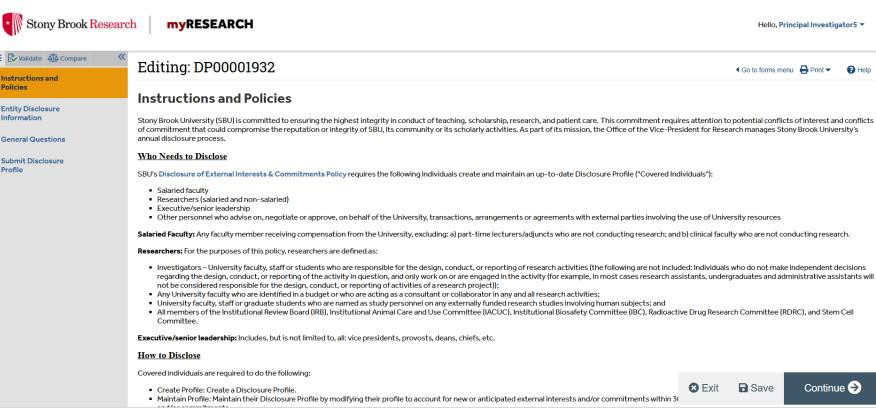 Stony Brook Research
myRESEARCH
Hello, Principal Investigator5
Validate Compare
Instructions and
Policies
Entity Disclosure
Information
General Questions
Submit Disclosure
Profile
Editing: DP00001932
Go to forms menu Print Help
Instructions and Policies
Stony Brook University (SBU) is committed to ensuring the highest integrity in conduct of teaching, scholarship, research, and patient care. This commitment requires attention to potential conflicts of interest and conflicts
of commitment that could compromise the reputation or integrity of SBU, its community or its scholarly activities. As part of its mission, the Office of the Vice-President for Research manages Stony Brook University's
annual disclosure process.
Who Needs to Disclose
SBU's Disclosure of External Interests & Commitments Policy requires the following individuals create and maintain an up-to-date Disclosure Profile ("Covered Individuals"):
Salaried faculty
Researchers (salaried and non-salaried)
Executive/senior leadership
Other personnel who advise on, negotiate or approve, on behalf of the University, transactions, arrangements or agreements with external parties involving the use of University resources
Salaried Faculty: Any faculty member receiving compensation from the University, excluding: a) part-time lecturers/adjuncts who are not conducting research; and b) clinical faculty who are not conducting research.
Researchers: For the purposes of this policy, researchers are defined as:
Investigators – University faculty, staff or students who are responsible for the design, conduct, or reporting of research activities (the following are not included: Individuals who do not make independent decisions
regarding the design, conduct, or reporting of the activity in question, and only work on or are engaged in the activity (for example, in most cases research assistants, undergraduates and administrative assistants will
not be considered responsible for the design, conduct, or reporting of activities of a research project));
Any University faculty who are identified in a budget or who are acting as a consultant or collaborator in any and all research activities;
University faculty, staff or graduate students who are named as study personnel on any externally funded research studies involving human subjects; and
All members of the Institutional Review Board (IRB), Institutional Animal Care and Use Committee (IACUC), Institutional Biosafety Committee (IBC), Radioactive Drug Research Committee (RDRC), and Stem Cell
Committee.
Executive/senior leadership: Includes, but is not limited to, all: vice presidents, provosts, deans, chiefs, etc.
How to Disclose
Covered individuals are required to do the following:
Create Profile: Create a Disclosure Profile.
Maintain Profile: Maintain their Disclosure Profile by modifying their profile to account for new or anticipated external interests and/or commitments within
Exit Save Continue